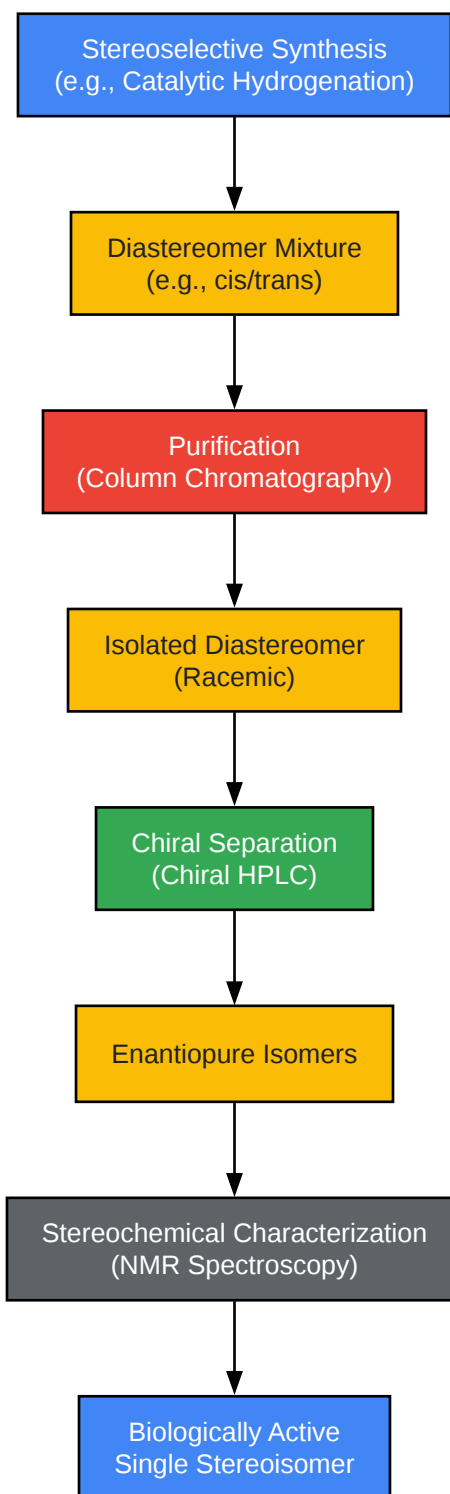 Stereoselective Synthesis
(e.g., Catalytic Hydrogenation)
Diastereomer Mixture
(e.g., cis/trans)
Purification
(Column Chromatography)
Isolated Diastereomer
(Racemic)
Chiral Separation
(Chiral HPLC)
Enantiopure Isomers
Stereochemical Characterization
(NMR Spectroscopy)
Biologically Active
Single Stereoisomer